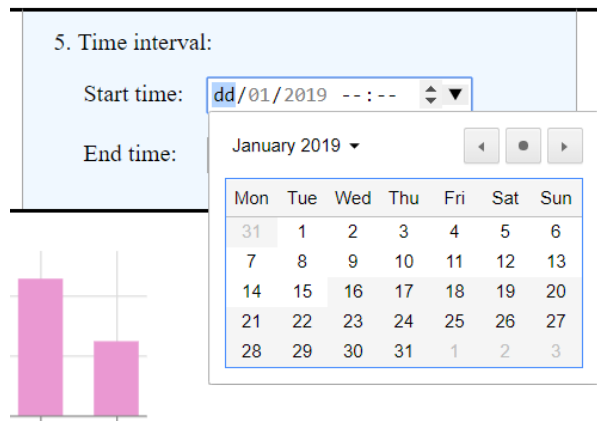 5. Time interval:
Start time: dd/01/2019 --:--
End time:
January 2019
Mon Tue Wed Thu Fri Sat Sun
31 1 2 3 4 5 6
7 8 9 10 11 12 13
14 15 16 17 18 19 20
21 22 23 24 25 26 27
28 29 30 31 1 2 3